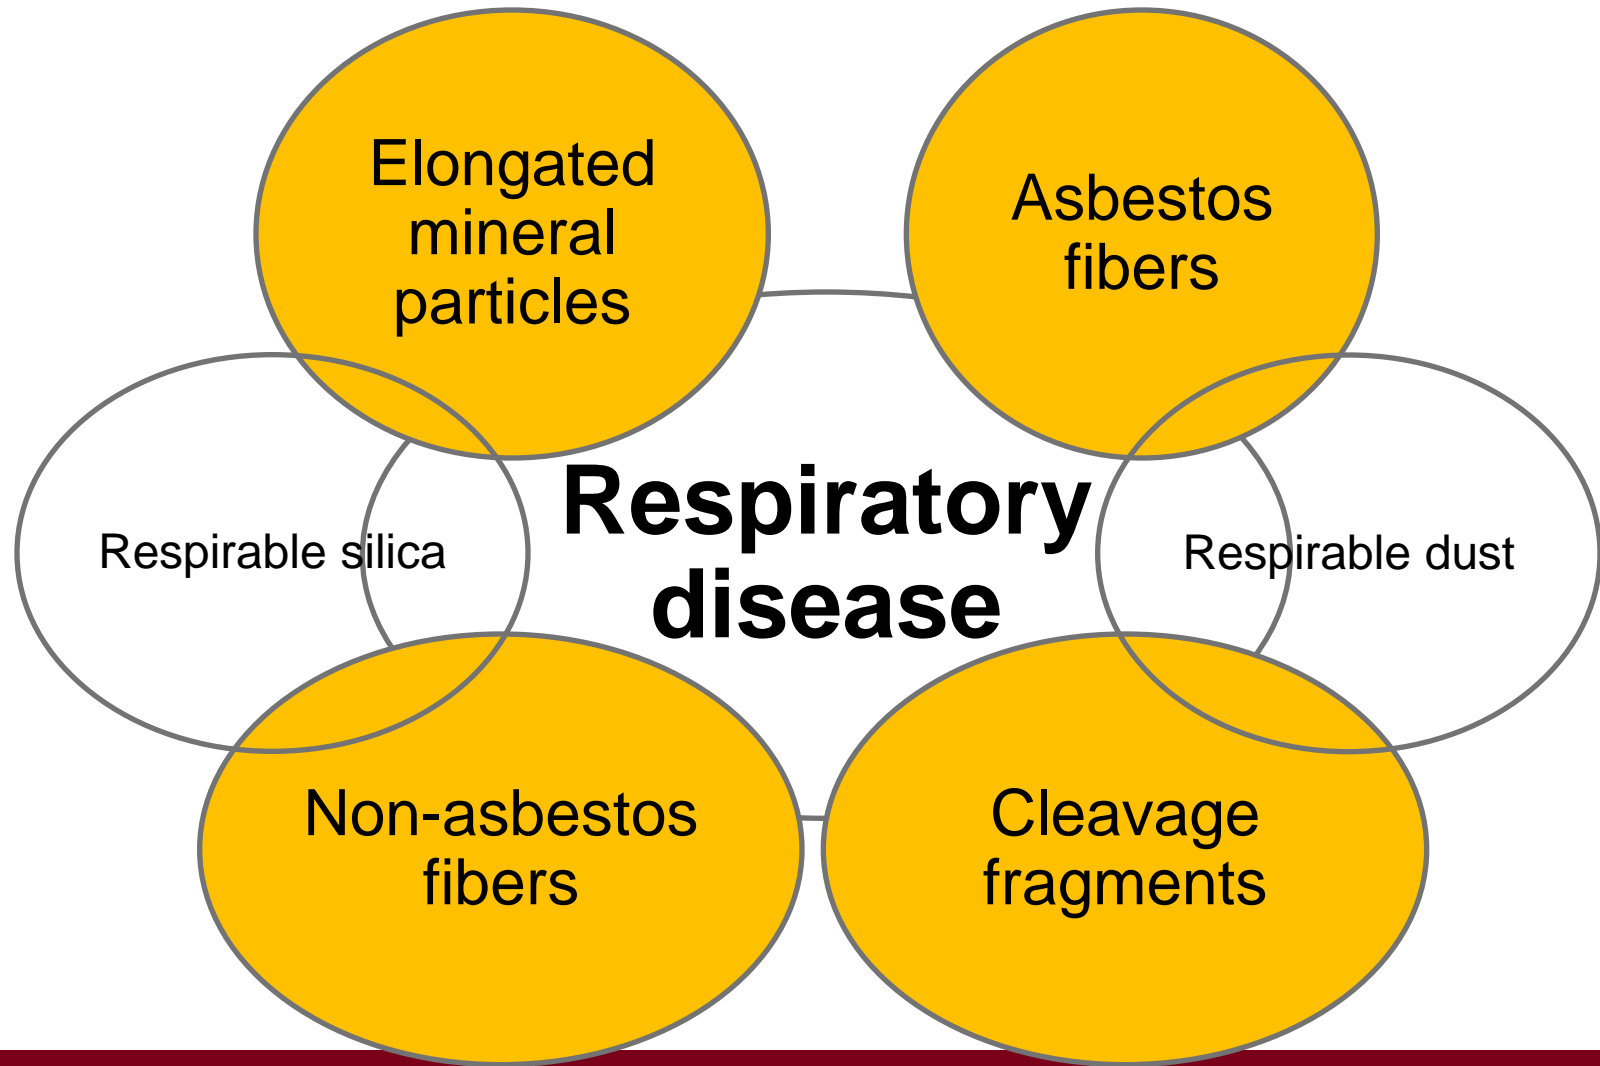 Elongated
mineral
particles
Asbestos
fibers
Respirable silica
Respiratory
disease
Respirable dust
Non-asbestos
fibers
Cleavage
fragments